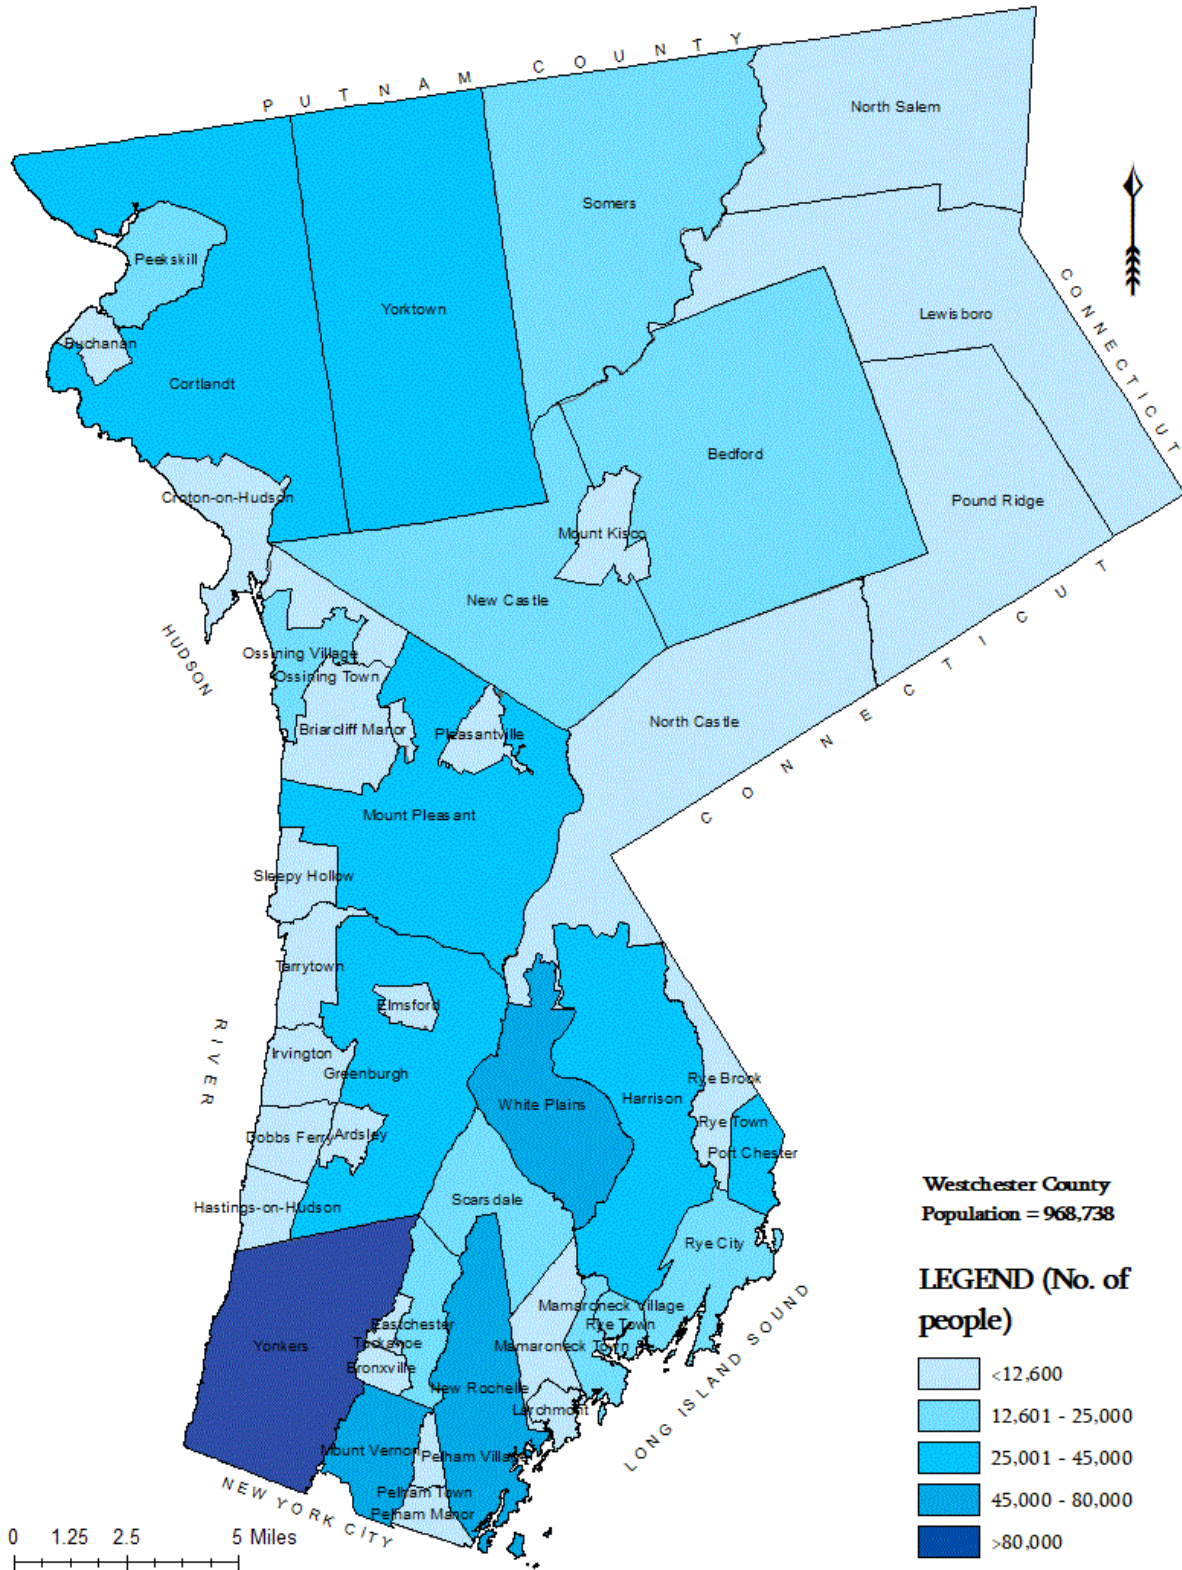 PUTNAM COUNTY
North Salem
Somers
Peekskill
Yorktown
Lewisboro
CONNECTICUT
Buchanan
Cortlandt
Bedford
Croton-on-Hudson
Pound Ridge
Mount Kisco
New Castle
HUDSON
Ossining Village
Ossining Town
North Castle
Briarcliff Manor
Pleasantville
CONNECTICUT
Mount Pleasant
Sleepy Hollow
Tarrytown
Elmsford
RIVER
Irvington
Greenburgh
Rye Brook
White Plains
Harrison
Rye Town
Dobbs Ferry
Ardsley
Port Chester
Scarsdale
Hastings-on-Hudson
Rye City
Westchester County
Population = 968,738
LEGEND (No. of
people)
<12,600
12,601 - 25,000
25,001 - 45,000
45,000 - 80,000
>80,000
Mamaroneck Village
Eastchester
Rye Town
Tuckahoe
Mamaroneck Town
Yonkers
Bronxville
New Rochelle
Larchmont
LONG ISLAND SOUND
Mount Vernon
Pelham Village
Pelham Town
Pelham Manor
NEW YORK CITY
0 1.25 2.5 5 Miles